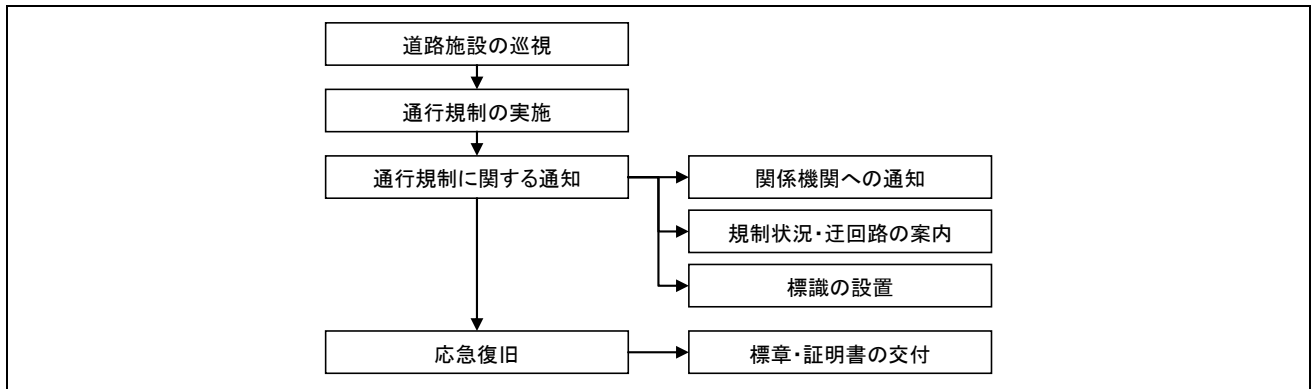 道路施設の巡視
通行規制の実施
通行規制に関する通知
関係機関への通知
規制状況・迂回路の案内
標識の設置
応急復旧
標章・証明書の交付